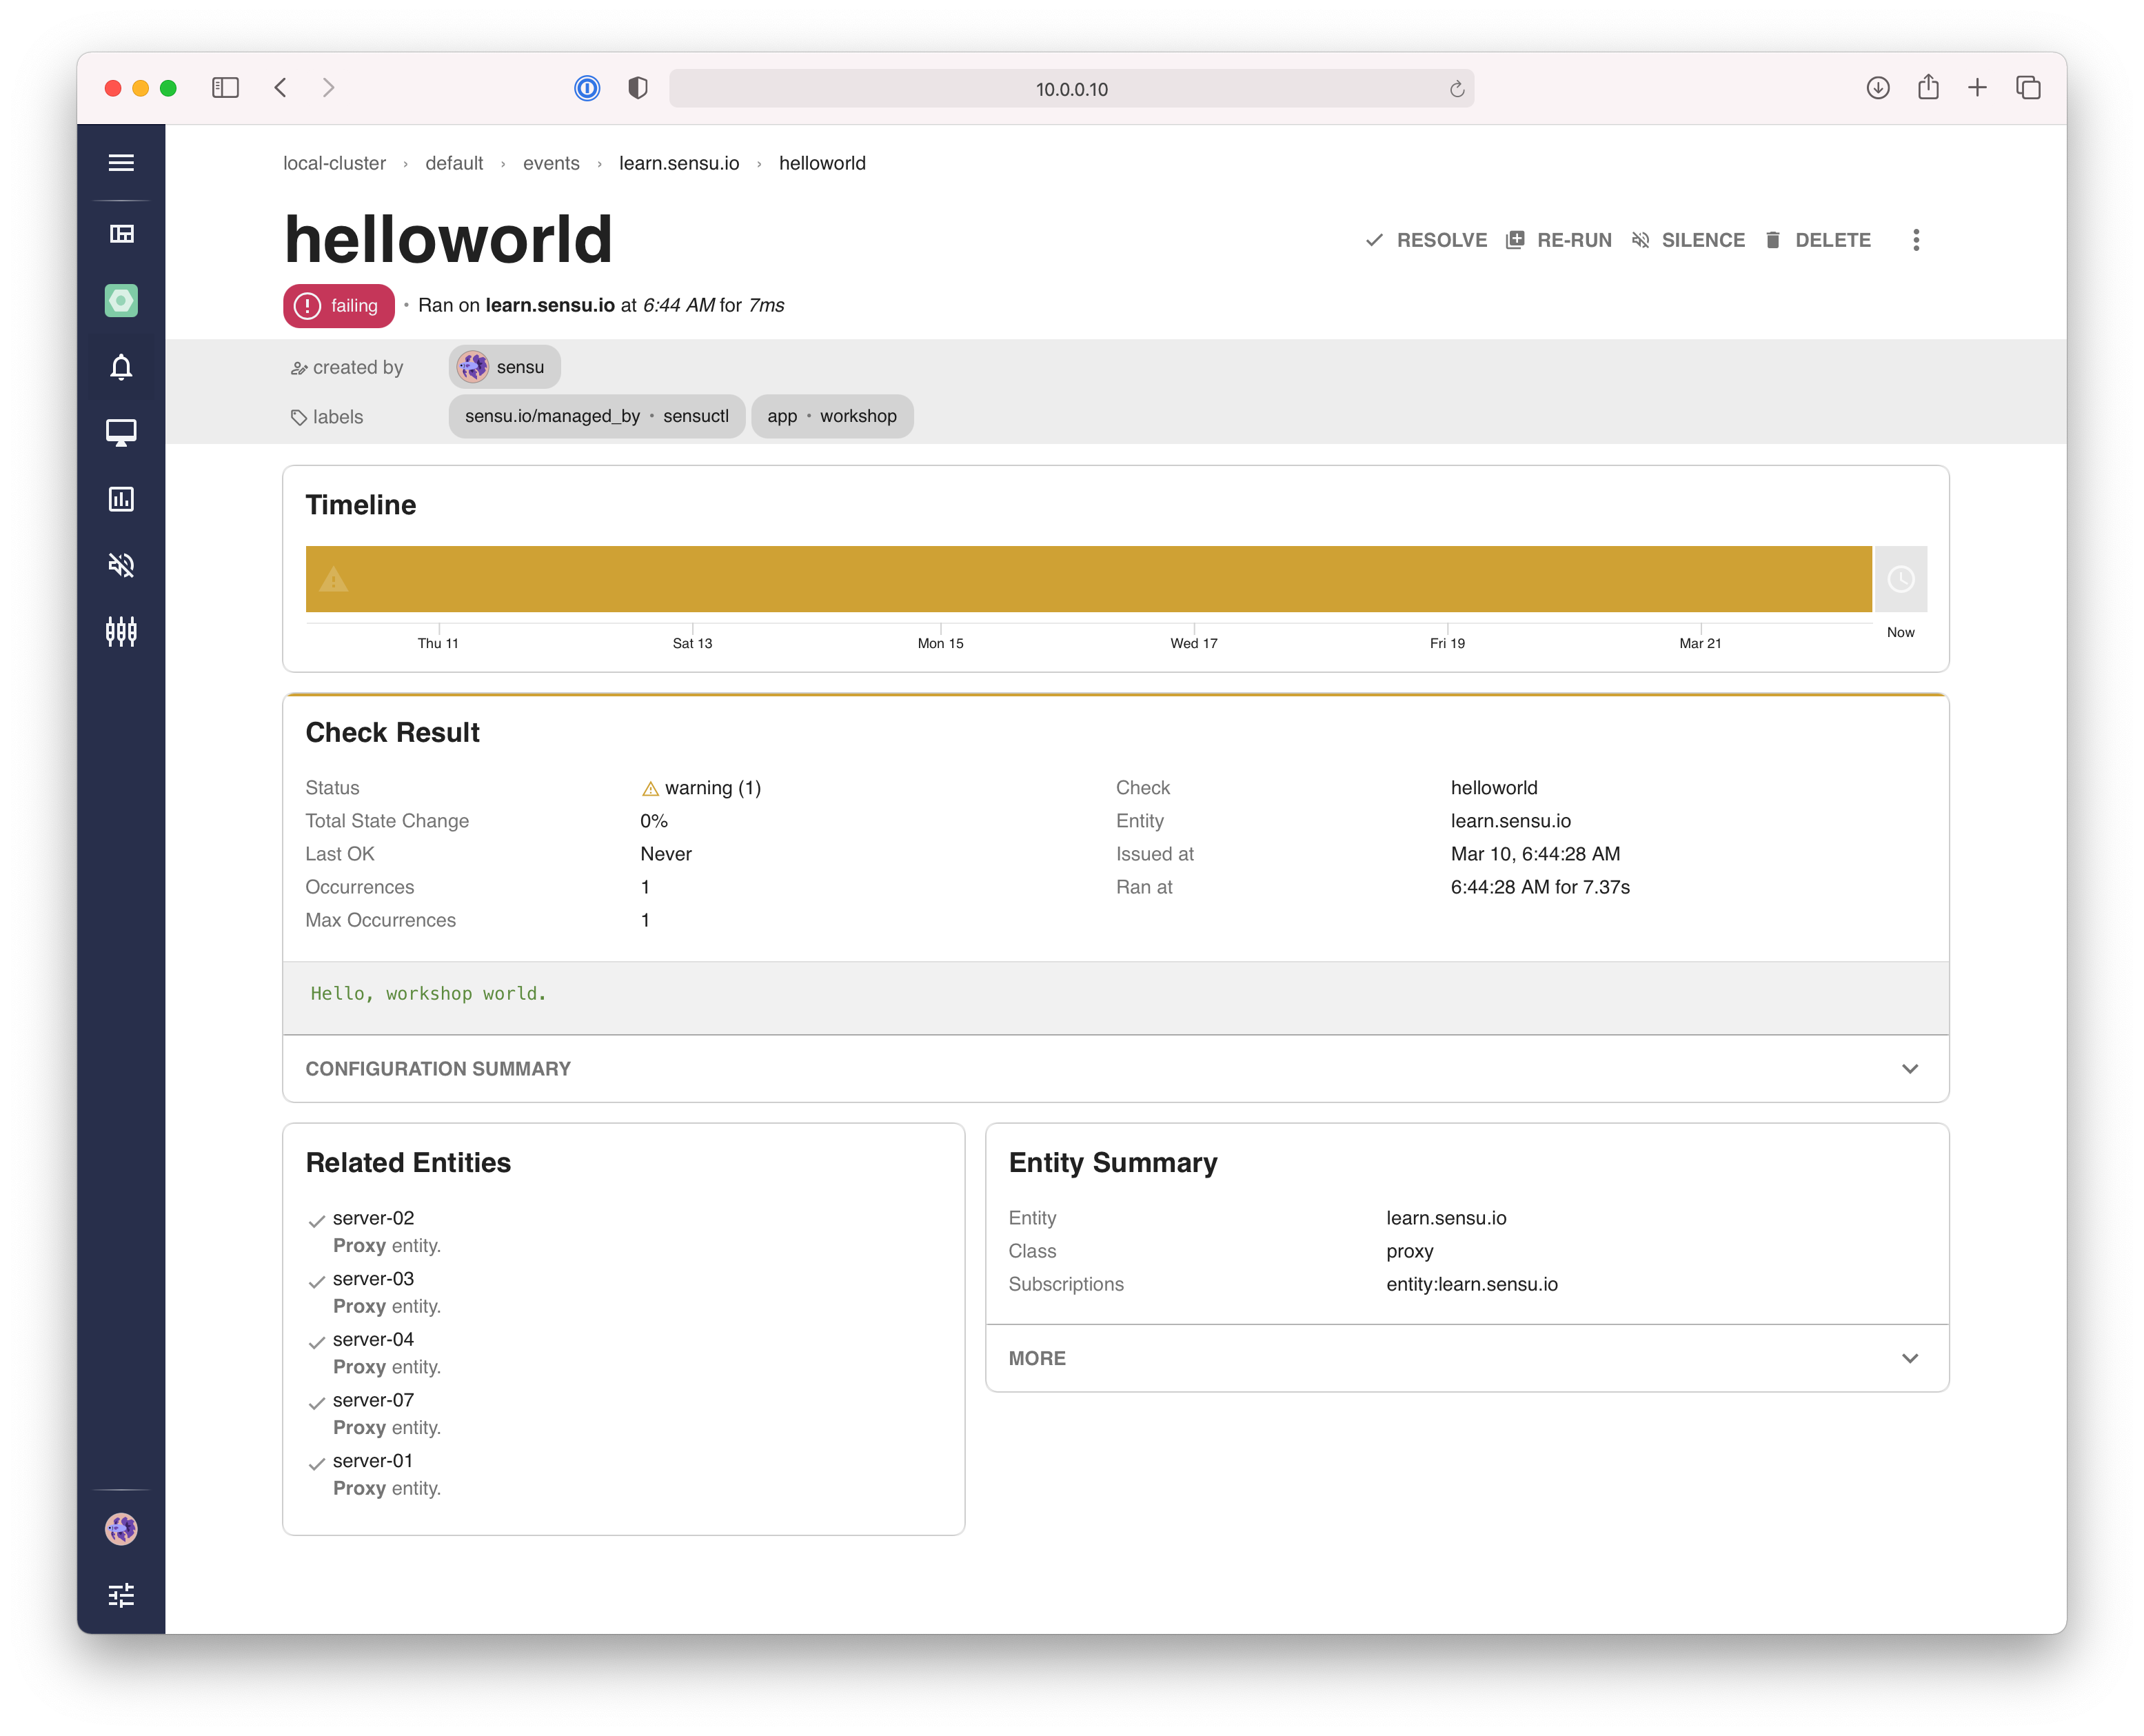 10.0.0.10
local-cluster › default › events › learn.sensu.io › helloworld
helloworld
RESOLVE RE-RUN SILENCE DELETE
failing • Ran on learn.sensu.io at 6:44 AM for 7ms
created by sensu
labels sensu.io/managed_by • sensuctl app • workshop
Timeline
Thu 11 Sat 13 Mon 15 Wed 17 Fri 19 Mar 21 Now
Check Result
Status warning (1) Check helloworld
Total State Change 0% Entity learn.sensu.io
Last OK Never Issued at Mar 10, 6:44:28 AM
Occurrences 1 Ran at 6:44:28 AM for 7.37s
Max Occurrences 1
Hello, workshop world.
CONFIGURATION SUMMARY
Related Entities
server-02
Proxy entity.
server-03
Proxy entity.
server-04
Proxy entity.
server-07
Proxy entity.
server-01
Proxy entity.
Entity Summary
Entity learn.sensu.io
Class proxy
Subscriptions entity:learn.sensu.io
MORE